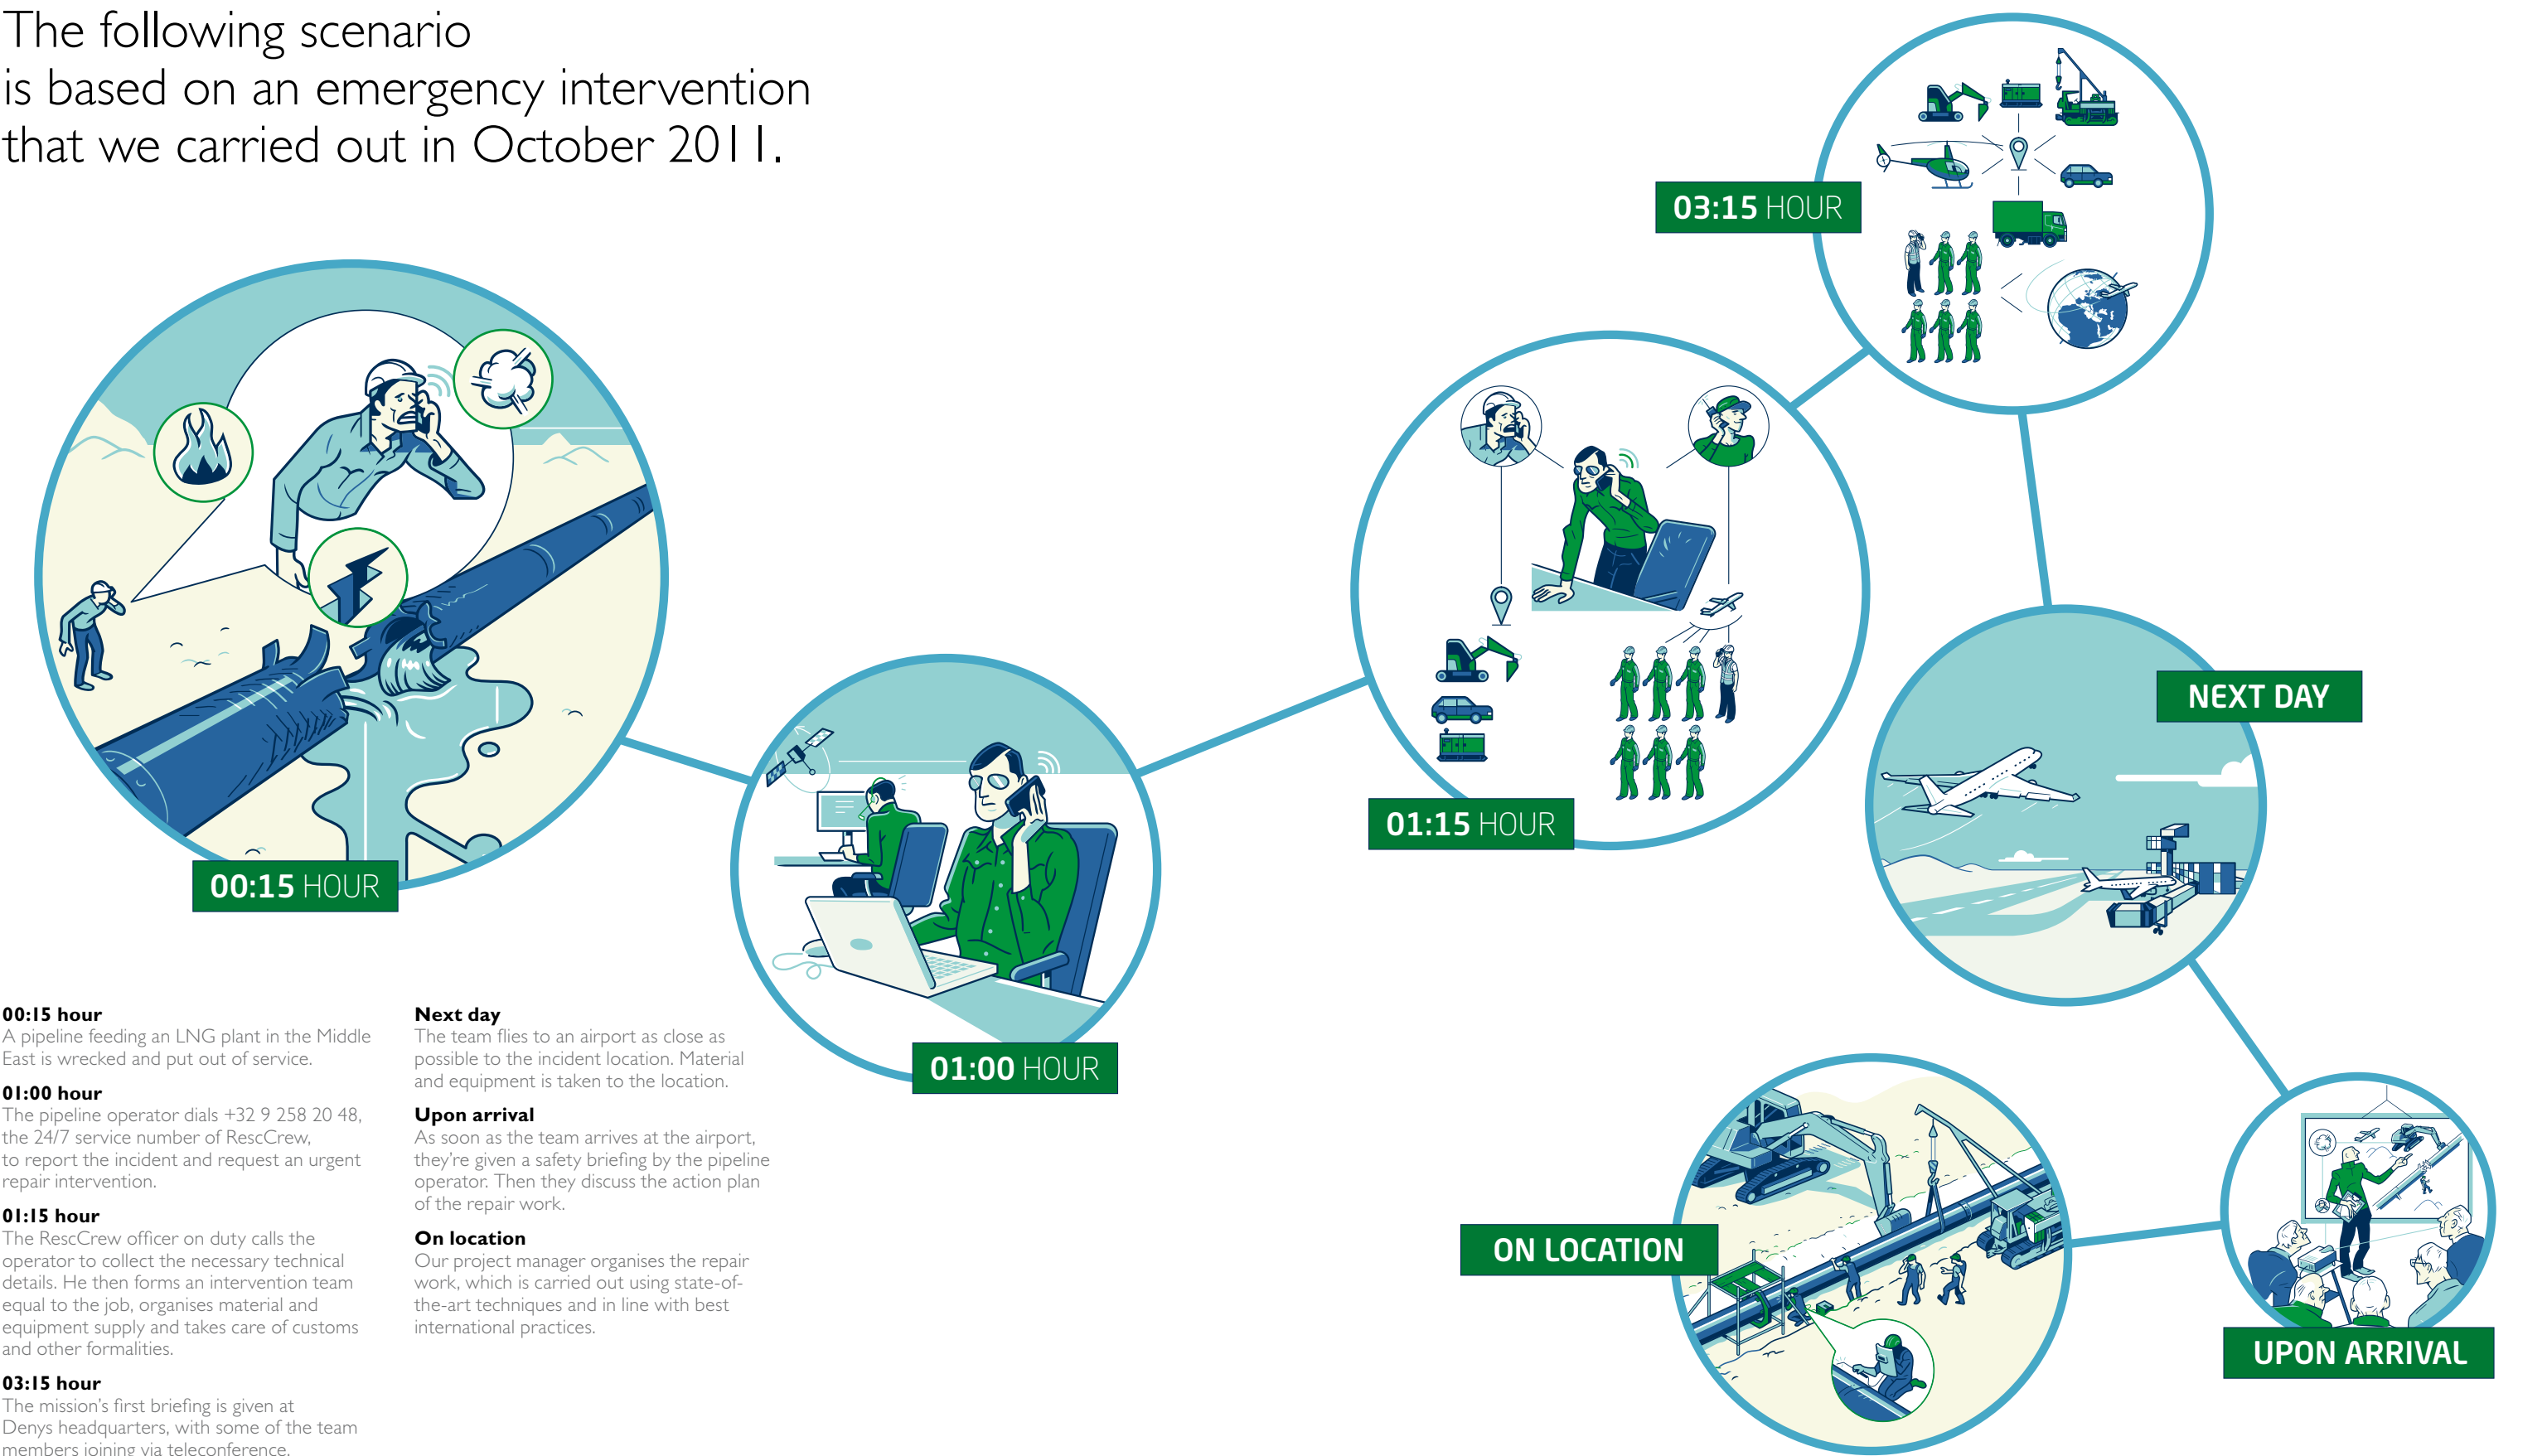 The following scenario
is based on an emergency intervention
that we carried out in October 2011.
03:15 HOUR
NEXT DAY
01:15 HOUR
00:15 HOUR
01:00 HOUR
ON LOCATION
UPON ARRIVAL
00:15 hour
A pipeline feeding an LNG plant in the Middle
East is wrecked and put out of service.
01:00 hour
The pipeline operator dials +32 9 258 20 48,
the 24/7 service number of RescCrew,
to report the incident and request an urgent
repair intervention.
01:15 hour
The RescCrew officer on duty calls the
operator to collect the necessary technical
details. He then forms an intervention team
equal to the job, organises material and
equipment supply and takes care of customs
and other formalities.
03:15 hour
The mission's first briefing is given at
Denys headquarters, with some of the team
members joining via teleconference.
Next day
The team flies to an airport as close as
possible to the incident location. Material
and equipment is taken to the location.
Upon arrival
As soon as the team arrives at the airport,
they're given a safety briefing by the pipeline
operator. Then they discuss the action plan
of the repair work.
On location
Our project manager organises the repair
work, which is carried out using state-of-
the-art techniques and in line with best
international practices.